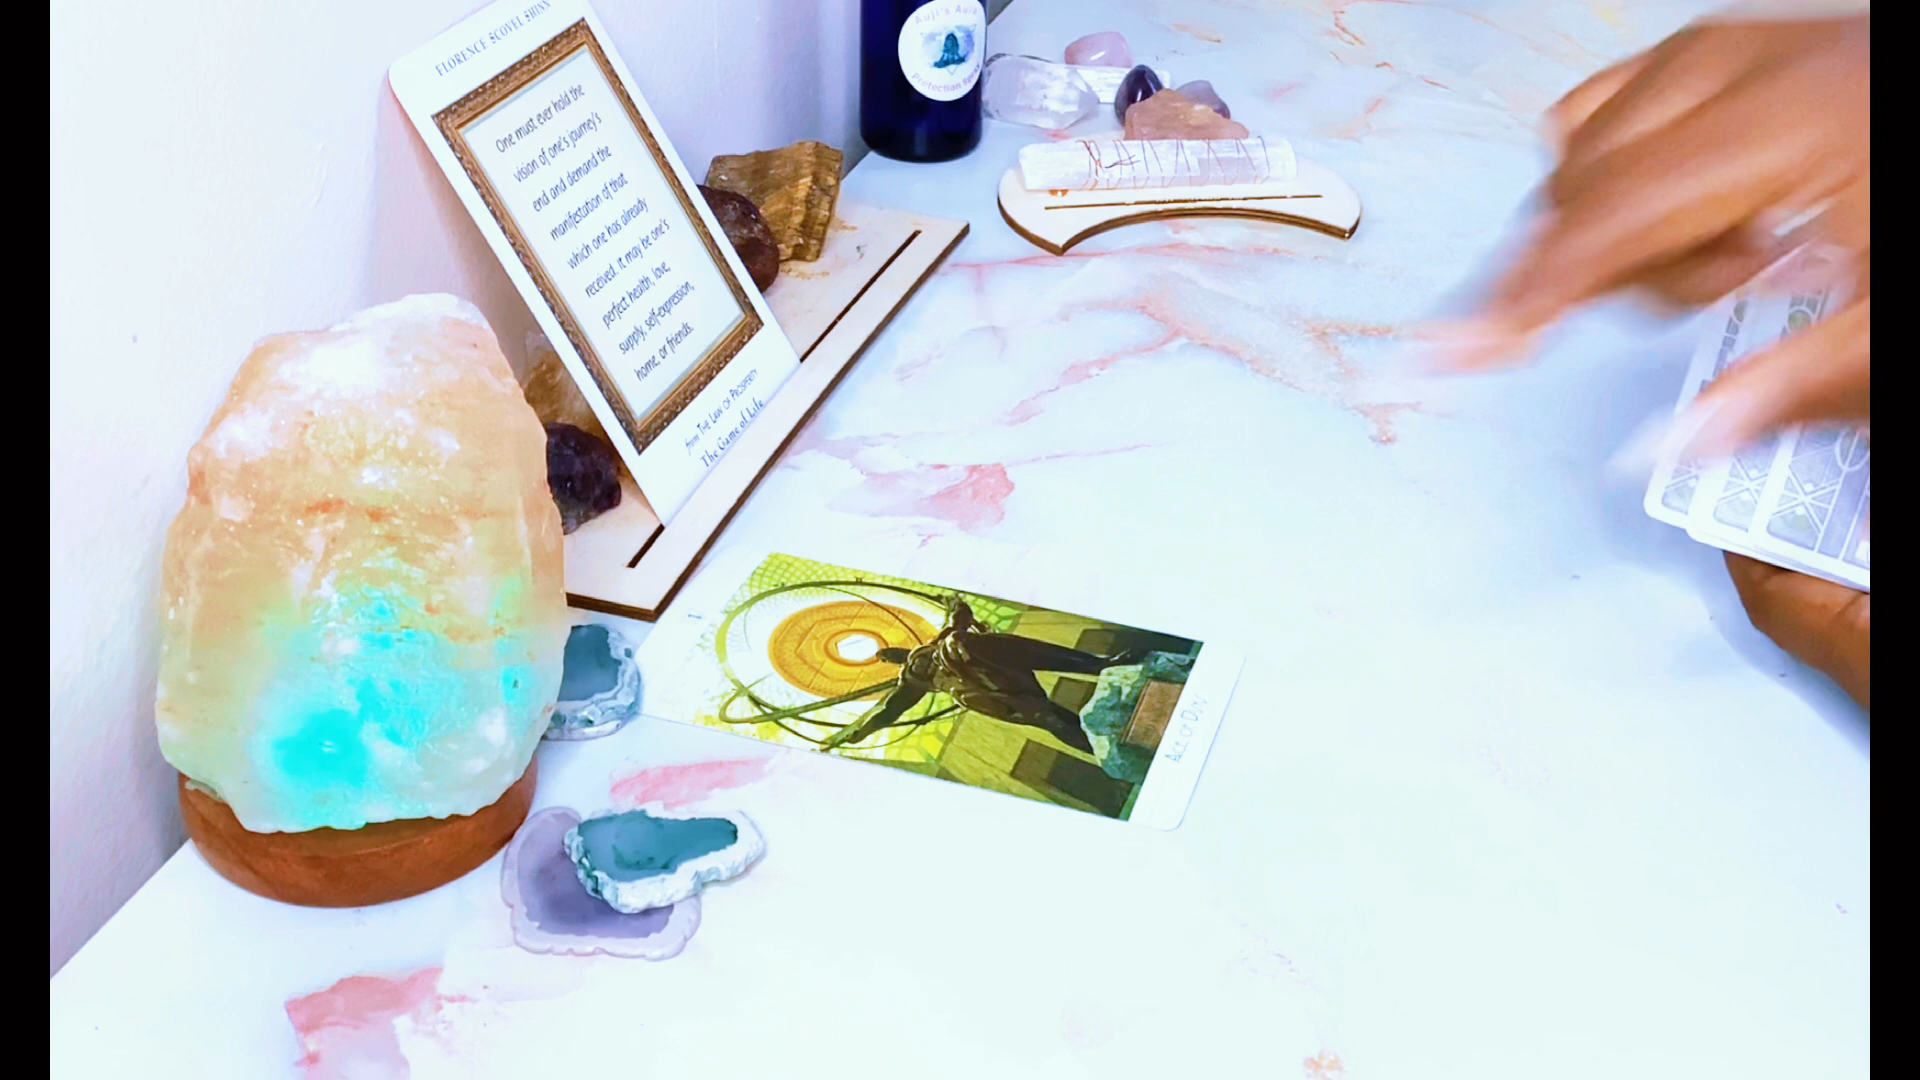 FLORENCE SCOVEL SHINN
One must ever hold the
vision of one's journey's
end and demand the
manifestation of that
which one has already
received. It may be one's
perfect health, love,
supply, self-expression,
home, or friends.
from THE LAW OF PROSPERITY
The Game of Life
Auji's Aura
Protection Spray
ACE OF